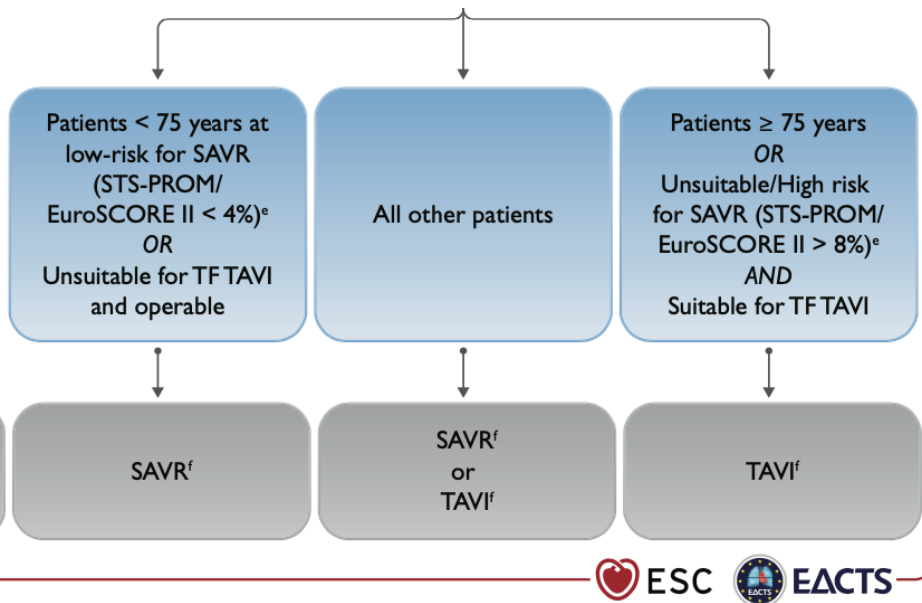 Patients < 75 years at
low-risk for SAVR
(STS-PROM/
EuroSCORE II < 4%)ᵉ
OR
Unsuitable for TF TAVI
and operable
All other patients
Patients ≥ 75 years
OR
Unsuitable/High risk
for SAVR (STS-PROM/
EuroSCORE II > 8%)ᵉ
AND
Suitable for TF TAVI
SAVRᶠ
SAVRᶠ
or
TAVIᶠ
TAVIᶠ
ESC
EACTS
EΔCTS